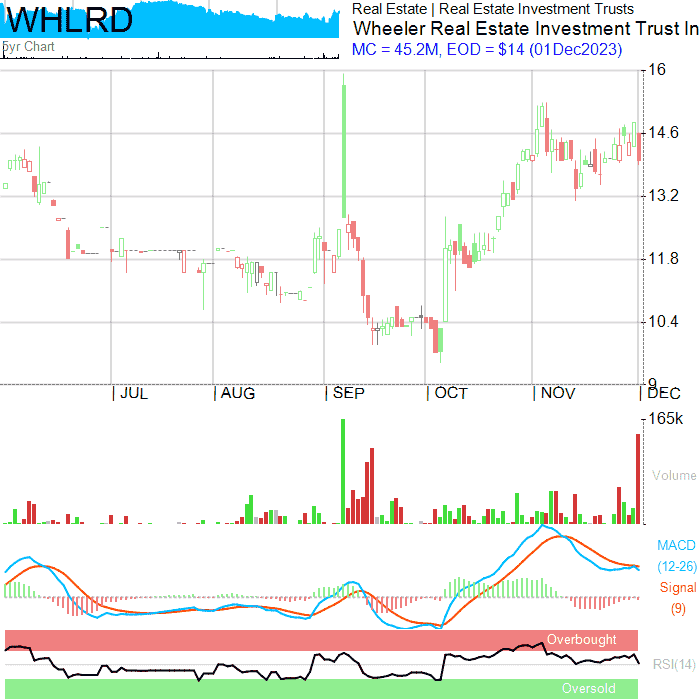 WHLRD
5yr Chart
Real Estate | Real Estate Investment Trusts
Wheeler Real Estate Investment Trust In
MC = 45.2M, EOD = $14 (01Dec2023)
16
14.6
13.2
11.8
10.4
9
JUL AUG SEP OCT NOV DEC
165k
Volume
MACD
(12-26)
Signal
(9)
Overbought
RSI(14)
Oversold